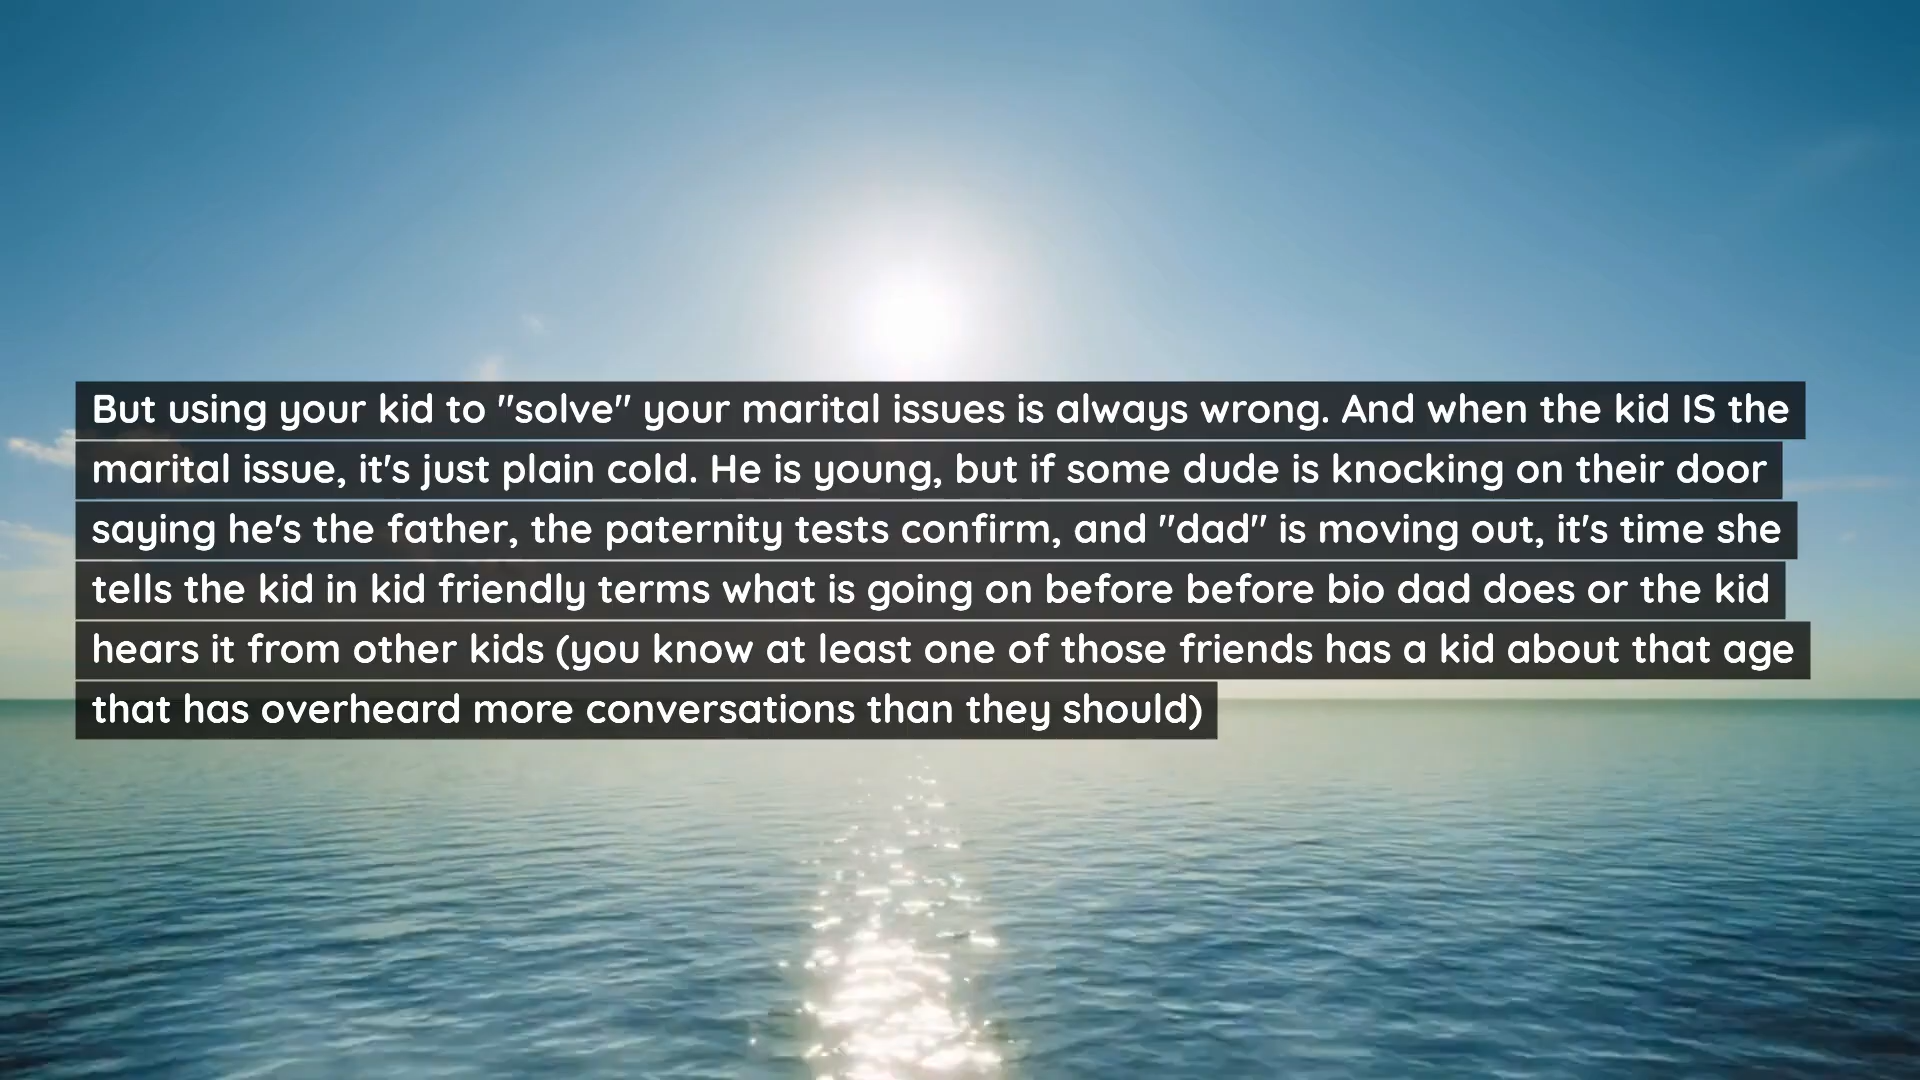 But using your kid to "solve" your marital issues is always wrong. And when the kid IS the
marital issue, it's just plain cold. He is young, but if some dude is knocking on their door
saying he's the father, the paternity tests confirm, and "dad" is moving out, it's time she
tells the kid in kid friendly terms what is going on before before bio dad does or the kid
hears it from other kids (you know at least one of those friends has a kid about that age
that has overheard more conversations than they should)